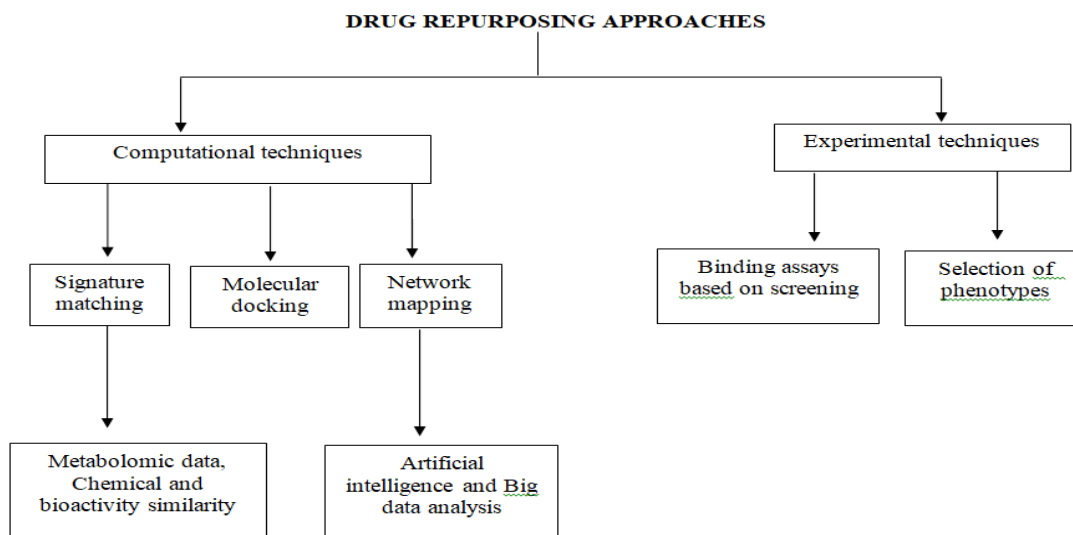 DRUG REPURPOSING APPROACHES
Computational techniques
Experimental techniques
Signature
matching
Molecular
docking
Network
mapping
Binding assays
based on screening
Selection of
phenotypes
Metabolomic data,
Chemical and
bioactivity similarity
Artificial
intelligence and Big
data analysis